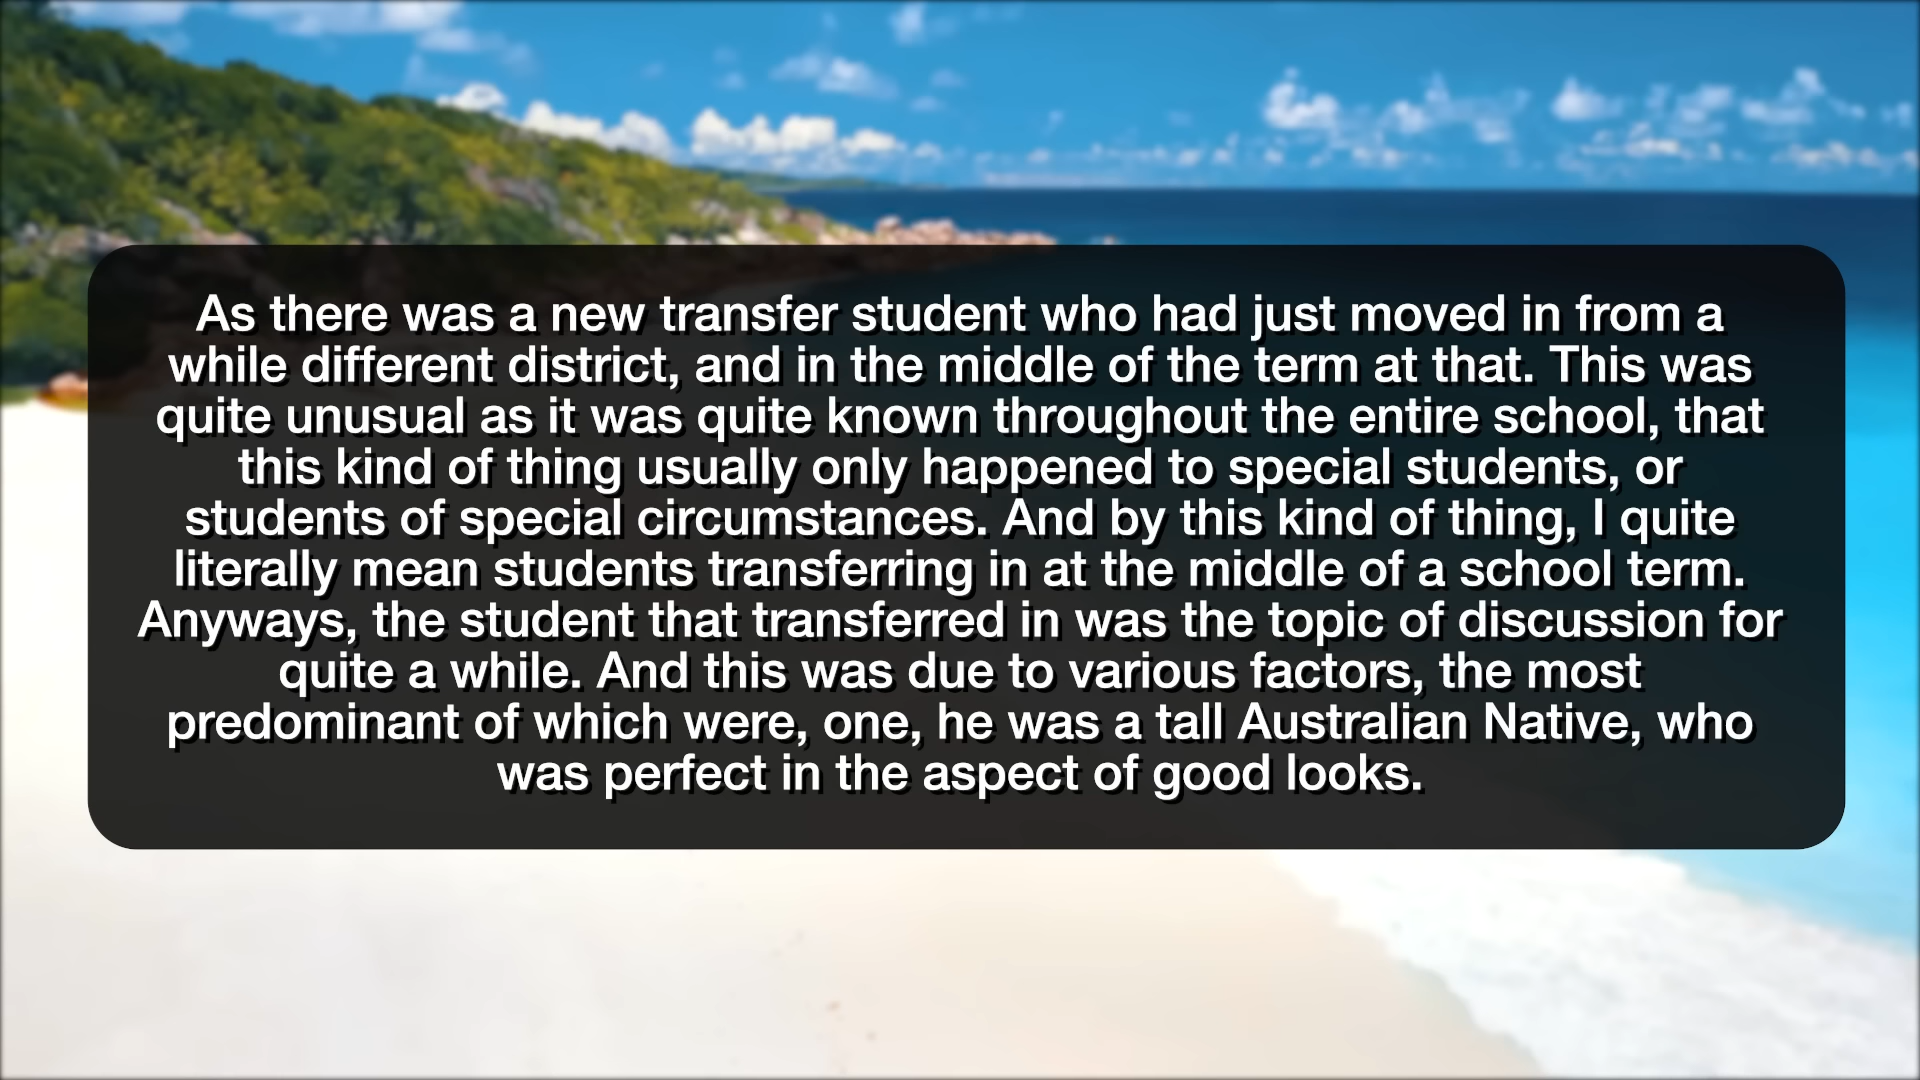 As there was a new transfer student who had just moved in from a
while different district, and in the middle of the term at that. This was
quite unusual as it was quite known throughout the entire school, that
this kind of thing usually only happened to special students, or
students of special circumstances. And by this kind of thing, I quite
literally mean students transferring in at the middle of a school term.
Anyways, the student that transferred in was the topic of discussion for
quite a while. And this was due to various factors, the most
predominant of which were, one, he was a tall Australian Native, who
was perfect in the aspect of good looks.